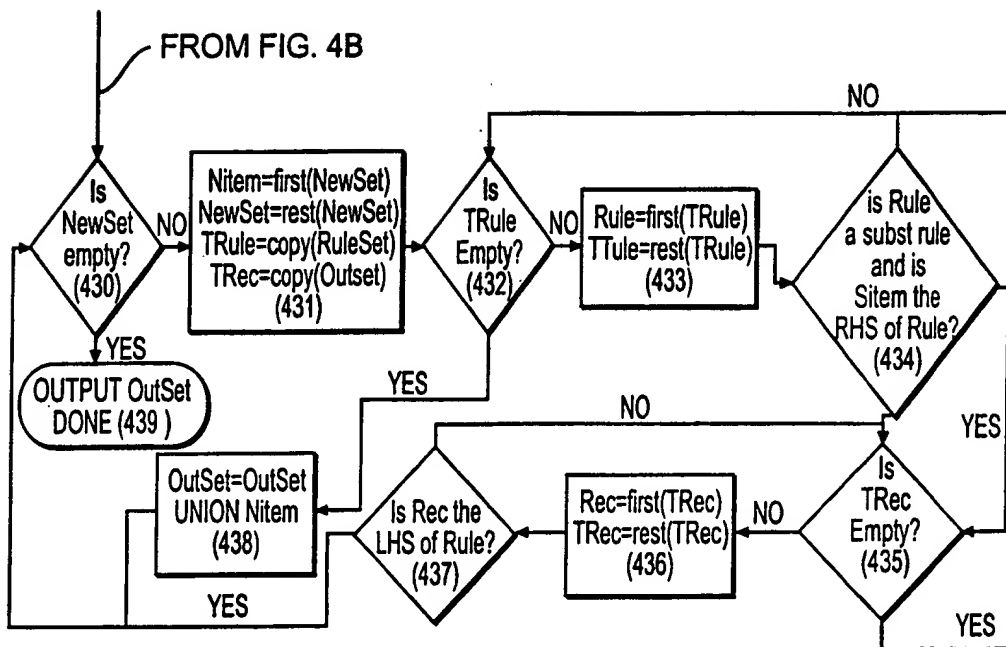 FROM FIG. 4B
NO
Is
NewSet
empty?
(430)
NO
Nitem=first(NewSet)
NewSet=rest(NewSet)
TRule=copy(RuleSet)
TRec=copy(Outset)
(431)
Is
TRule
Empty?
(432)
NO
Rule=first(TRule)
TTule=rest(TRule)
(433)
is Rule
a subst rule
and is
Sitem the
RHS of Rule?
(434)
YES
OUTPUT OutSet
DONE (439 )
YES
NO
YES
OutSet=OutSet
UNION Nitem
(438)
Is Rec the
LHS of Rule?
(437)
Rec=first(TRec)
TRec=rest(TRec)
(436)
NO
Is
TRec
Empty?
(435)
YES
YES